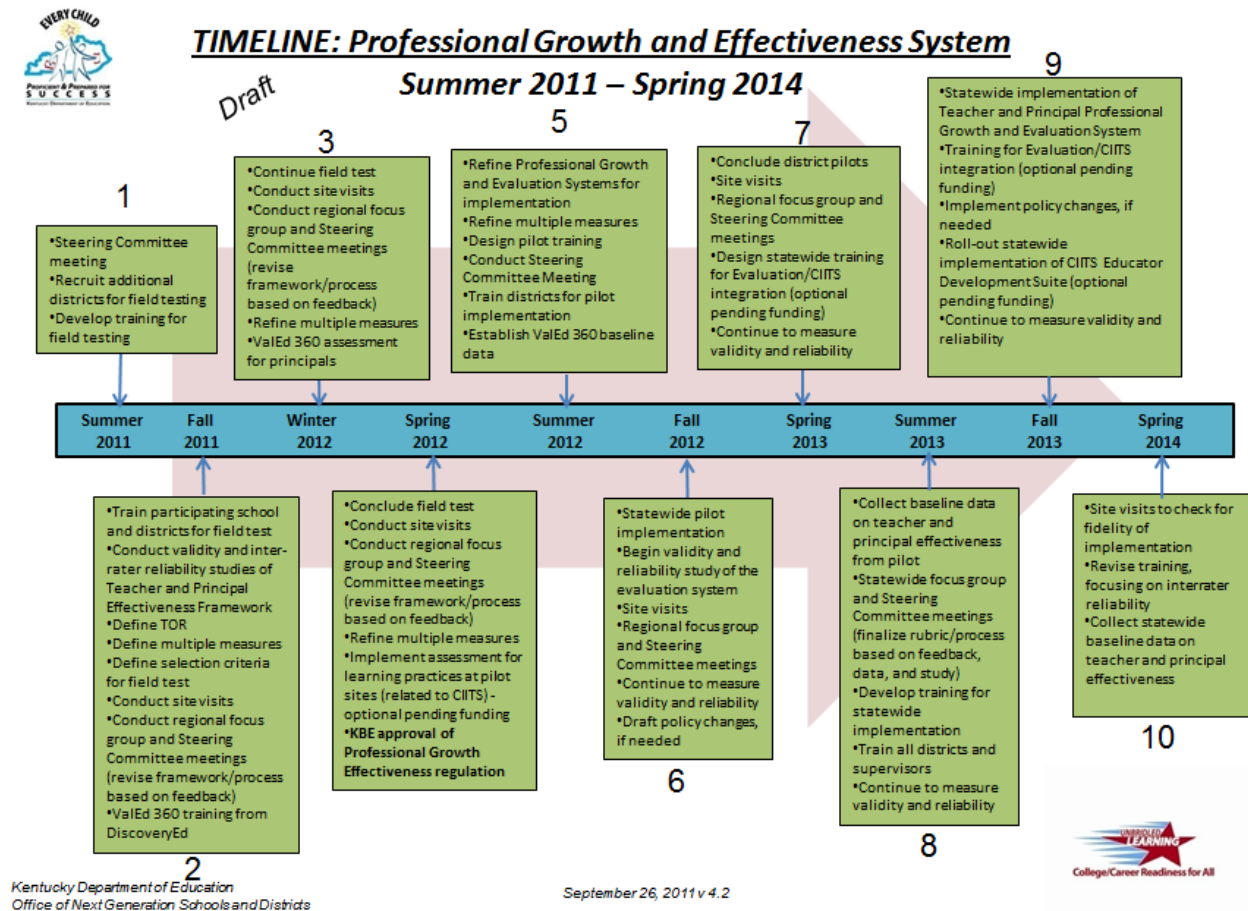 EVERY CHILD
PROFICIENT & PREPARED FOR
SUCCESS
KENTUCKY DEPARTMENT OF EDUCATION
TIMELINE: Professional Growth and Effectiveness System
Summer 2011 – Spring 2014
Draft
1
•Steering Committee
meeting
•Recruit additional
districts for field testing
•Develop training for
field testing
3
•Continue field test
•Conduct site visits
•Conduct regional focus
group and Steering
Committee meetings
(revise
framework/process
based on feedback)
•Refine multiple measures
•ValEd 360 assessment
for principals
5
•Refine Professional Growth
and Evaluation Systems for
implementation
•Refine multiple measures
•Design pilot training
•Conduct Steering
Committee Meeting
•Train districts for pilot
implementation
•Establish ValEd 360 baseline
data
7
•Conclude district pilots
•Site visits
•Regional focus group and
Steering Committee
meetings
•Design statewide training
for Evaluation/CIITS
integration (optional
pending funding)
•Continue to measure
validity and reliability
9
•Statewide implementation of
Teacher and Principal Professional
Growth and Evaluation System
•Training for Evaluation/CIITS
integration (optional pending
funding)
•Implement policy changes, if
needed
•Roll-out statewide
implementation of CIITS Educator
Development Suite (optional
pending funding)
•Continue to measure validity and
reliability
Summer 2011
Fall 2011
Winter 2012
Spring 2012
Summer 2012
Fall 2012
Spring 2013
Summer 2013
Fall 2013
Spring 2014
•Train participating school
and districts for field test
•Conduct validity and inter-
rater reliability studies of
Teacher and Principal
Effectiveness Framework
•Define TOR
•Define multiple measures
•Define selection criteria
for field test
•Conduct site visits
•Conduct regional focus
group and Steering
Committee meetings
(revise framework/process
based on feedback)
•ValEd 360 training from
DiscoveryEd
2
•Conclude field test
•Conduct site visits
•Conduct regional focus
group and Steering
Committee meetings
(revise framework/process
based on feedback)
•Refine multiple measures
•Implement assessment for
learning practices at pilot
sites (related to CIITS) -
optional pending funding
•KBE approval of
Professional Growth
Effectiveness regulation
•Statewide pilot
implementation
•Begin validity and
reliability study of the
evaluation system
•Site visits
•Regional focus group
and Steering
Committee meetings
•Continue to measure
validity and reliability
•Draft policy changes,
if needed
6
•Collect baseline data
on teacher and
principal effectiveness
from pilot
•Statewide focus group
and Steering
Committee meetings
(finalize rubric/process
based on feedback,
data, and study)
•Develop training for
statewide
implementation
•Train all districts and
supervisors
•Continue to measure
validity and reliability
8
•Site visits to check for
fidelity of
implementation
•Revise training,
focusing on interrater
reliability
•Collect statewide
baseline data on
teacher and principal
effectiveness
10
UNBRIDLED
LEARNING
College/Career Readiness for All
Kentucky Department of Education
Office of Next Generation Schools and Districts
September 26, 2011 v 4.2